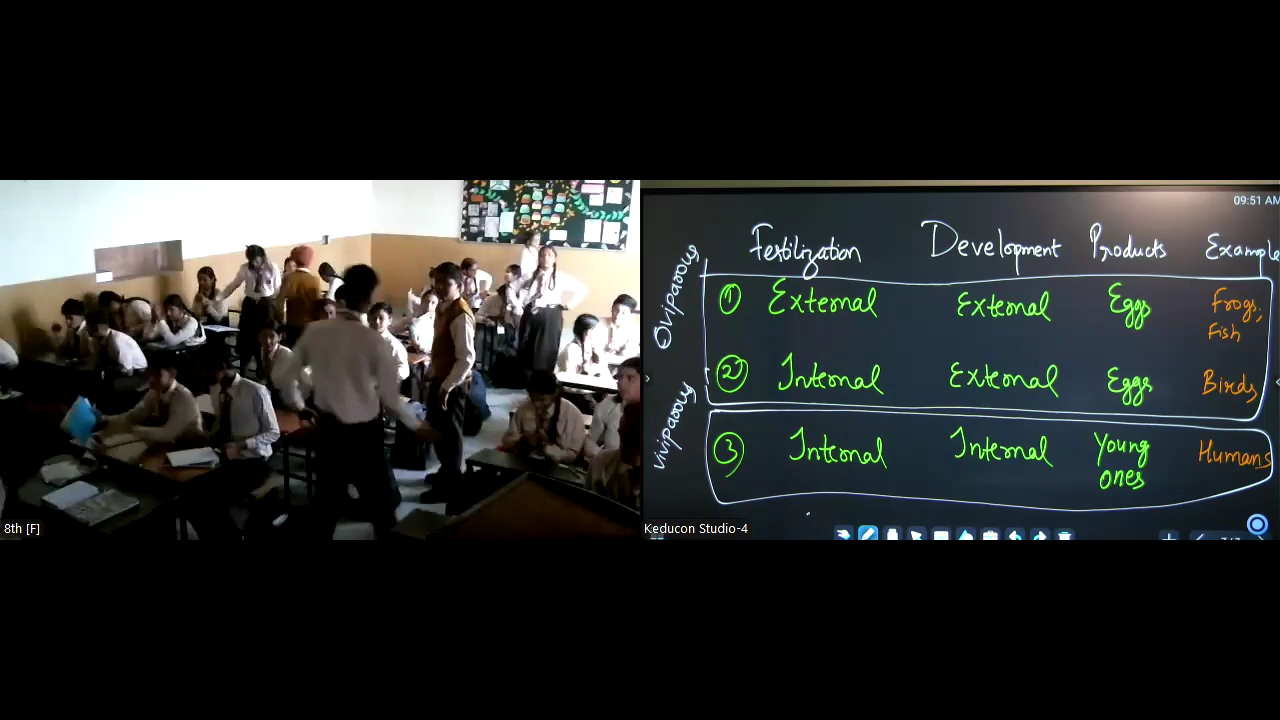 09:51 AM
Fertilization Development Products Example
Oviparous
① External External Eggs Frogs,
Fish
② Internal External Eggs Birds
Viviparous
③ Internal Internal Young
ones Humans
8th [F]
Keducon Studio-4